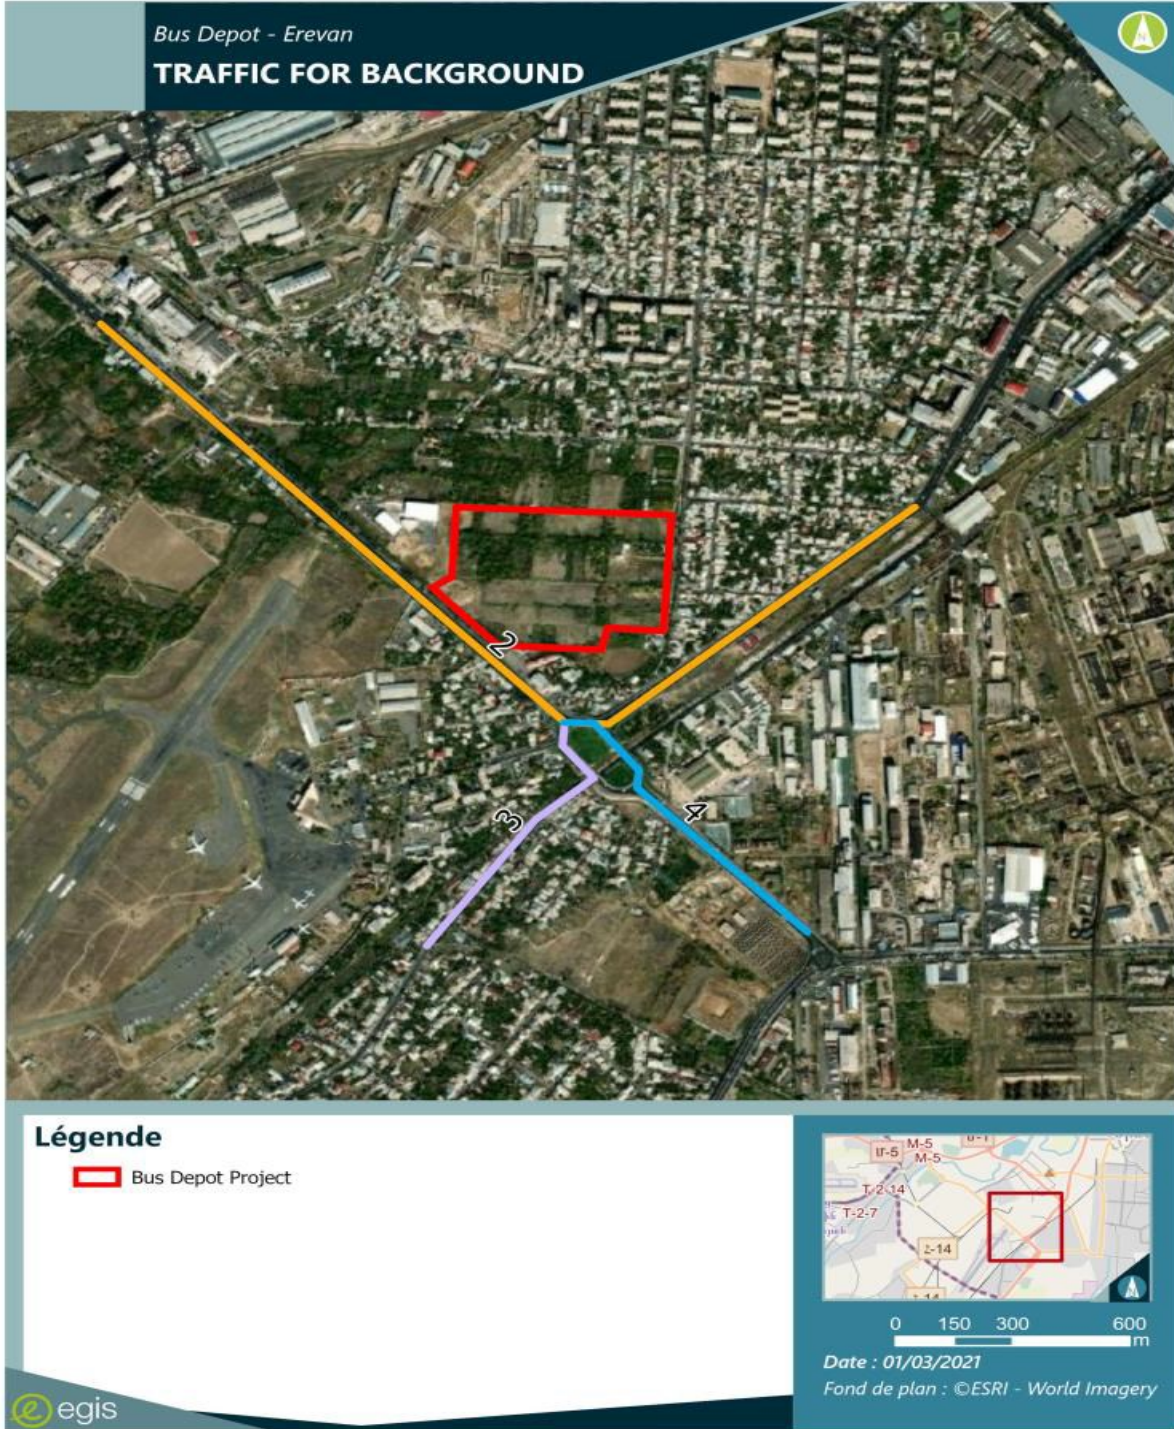 Bus Depot - Erevan
TRAFFIC FOR BACKGROUND
N
2
3
4
Légende
Bus Depot Project
M-5
M-5
T-2-14
T-2-7
0 150 300 600
m
Date : 01/03/2021
Fond de plan : ©ESRI - World Imagery
egis